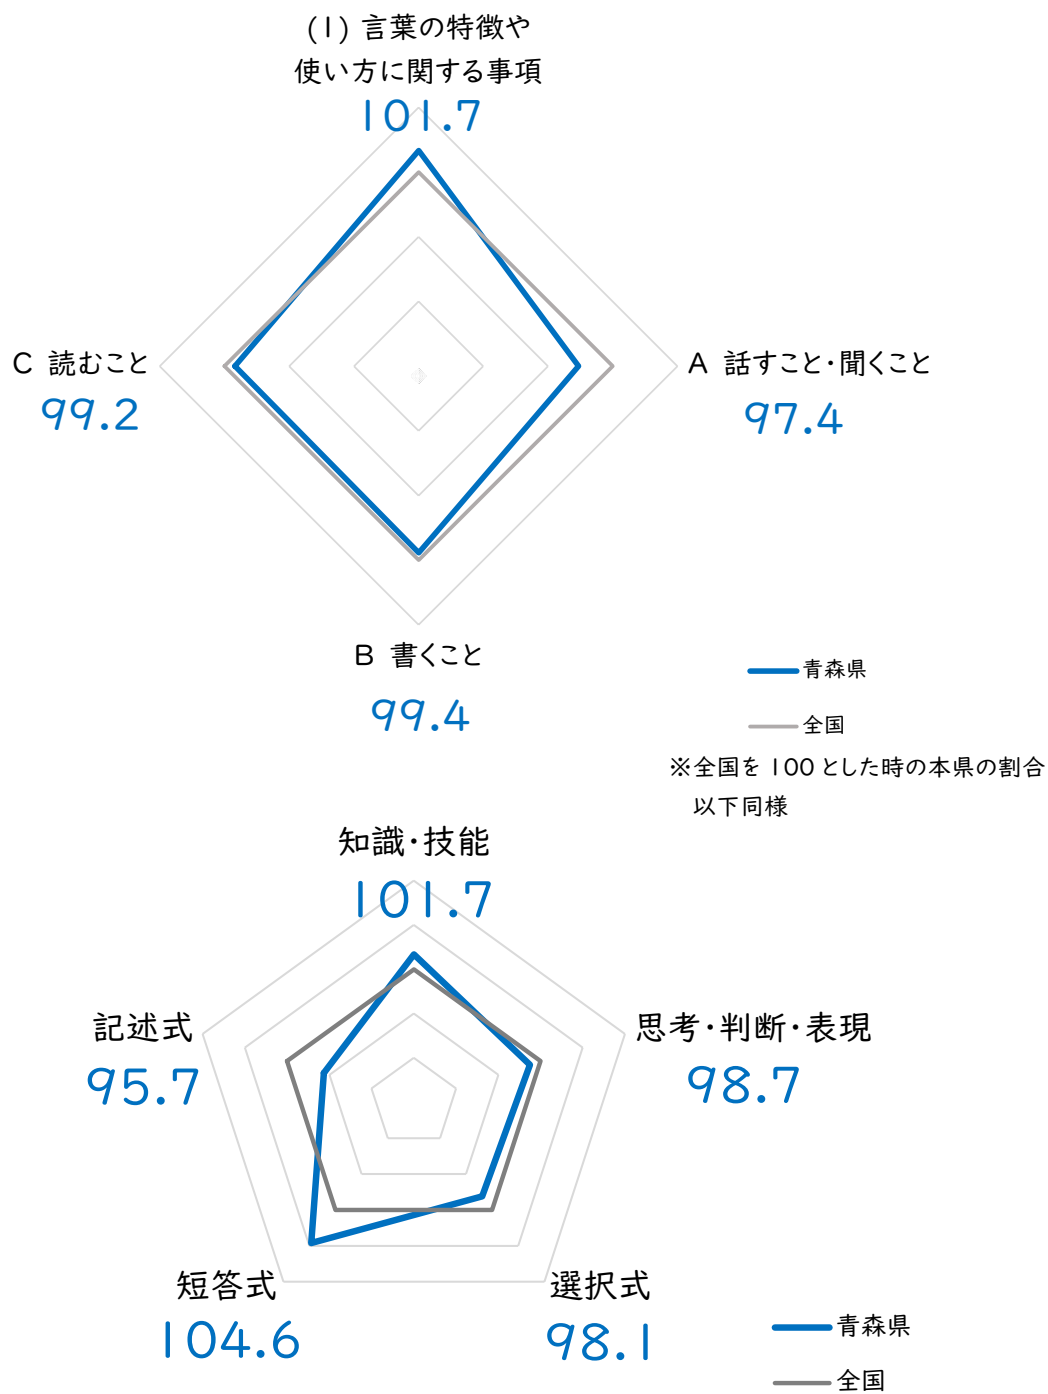 (1) 言葉の特徴や
使い方に関する事項
101.7
C 読むこと
99.2
A 話すこと・聞くこと
97.4
B 書くこと
99.4
青森県
全国
※全国を100とした時の本県の割合
以下同様
知識・技能
101.7
記述式
95.7
思考・判断・表現
98.7
短答式
104.6
選択式
98.1
青森県
全国